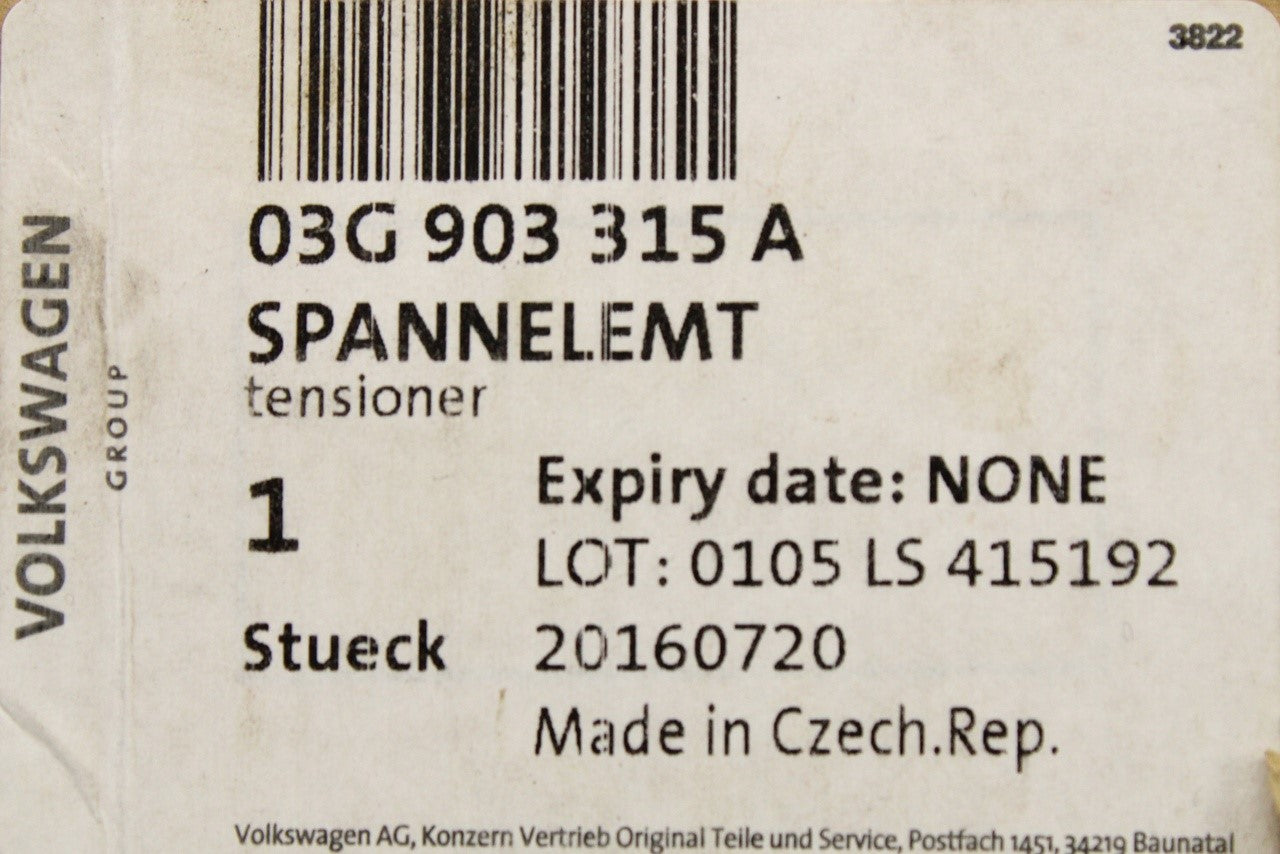 3822
03G 903 315 A
SPANNELEMT
tensioner
1
Expiry date: NONE
LOT: 0105 LS 415192
Stueck
20160720
Made in Czech.Rep.
Volkswagen AG, Konzern Vertrieb Original Teile und Service, Postfach 1451, 34219 Baunatal
VOLKSWAGEN
GROUP